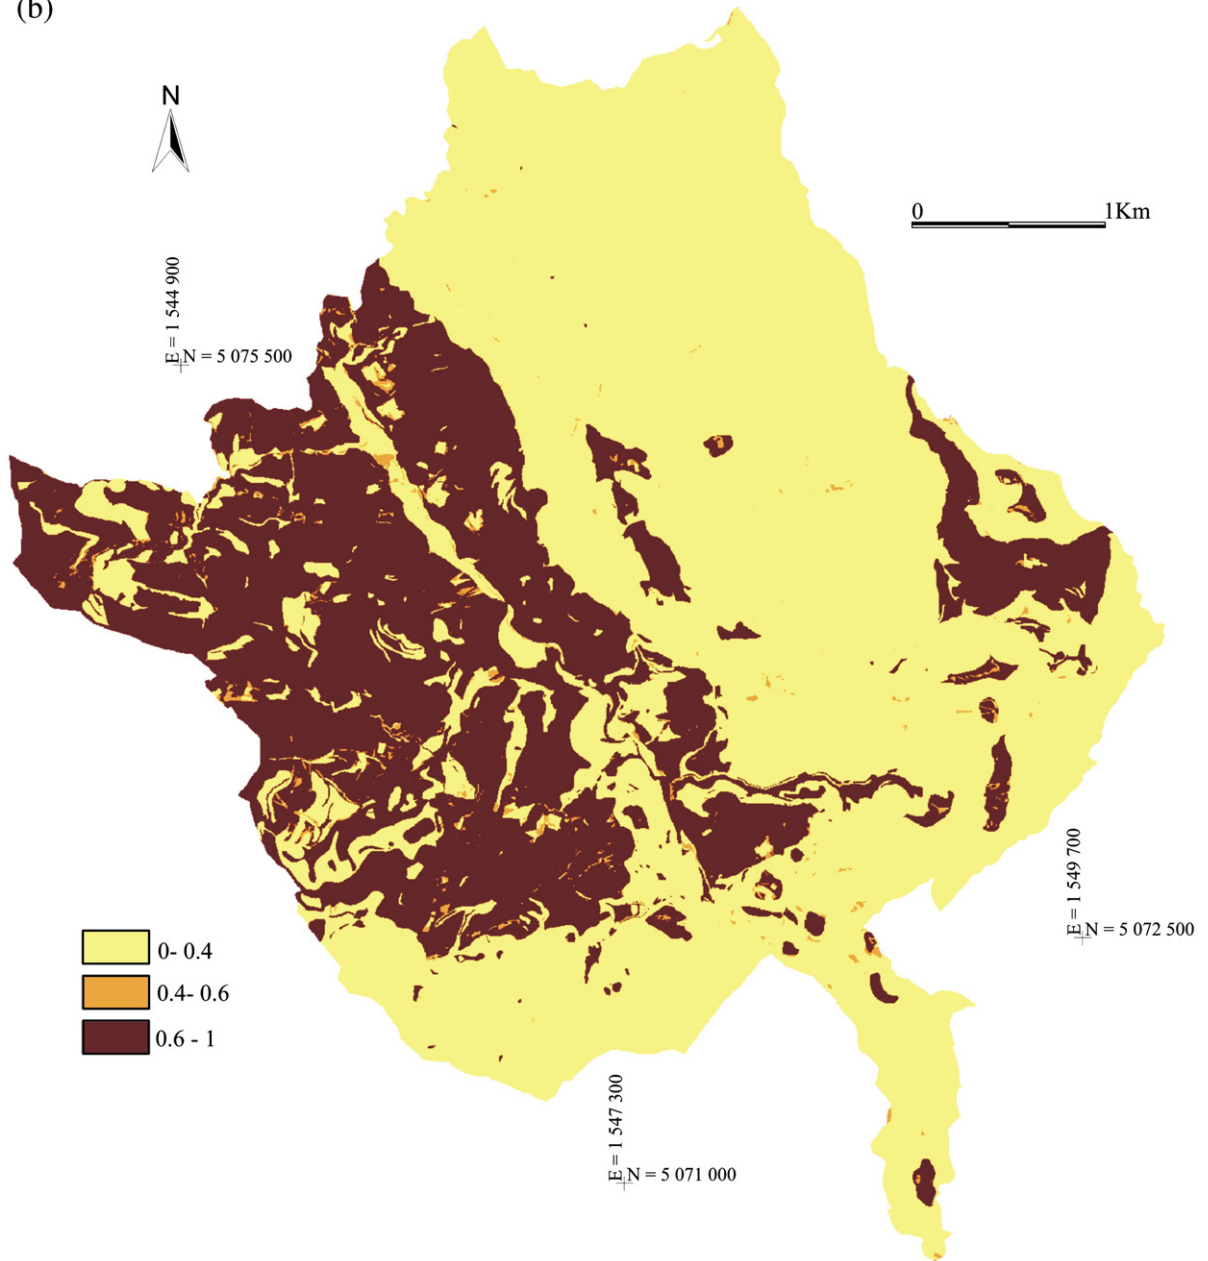 (b)
N
0 1Km
E = 1 544 900
N = 5 075 500
E = 1 549 700
N = 5 072 500
0- 0.4
0.4- 0.6
0.6 - 1
E = 1 547 300
N = 5 071 000